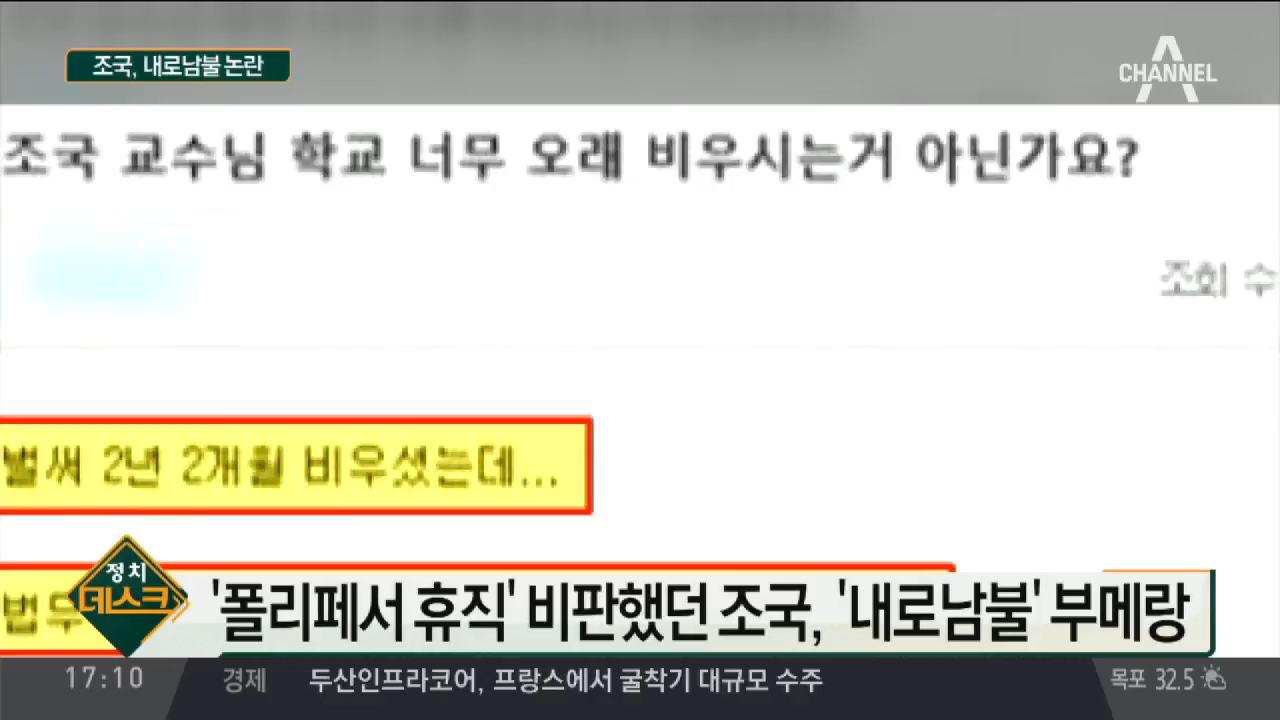 조국, 내로남불 논란
CHANNEL A
조국 교수님 학교 너무 오래 비우시는거 아닌가요?
조회 수
벌써 2년 2개월 비우셨는데...
법무
정치
데스크
'폴리페서 휴직' 비판했던 조국, '내로남불' 부메랑
17:10 경제 두산인프라코어, 프랑스에서 굴착기 대규모 수주 목포 32.5